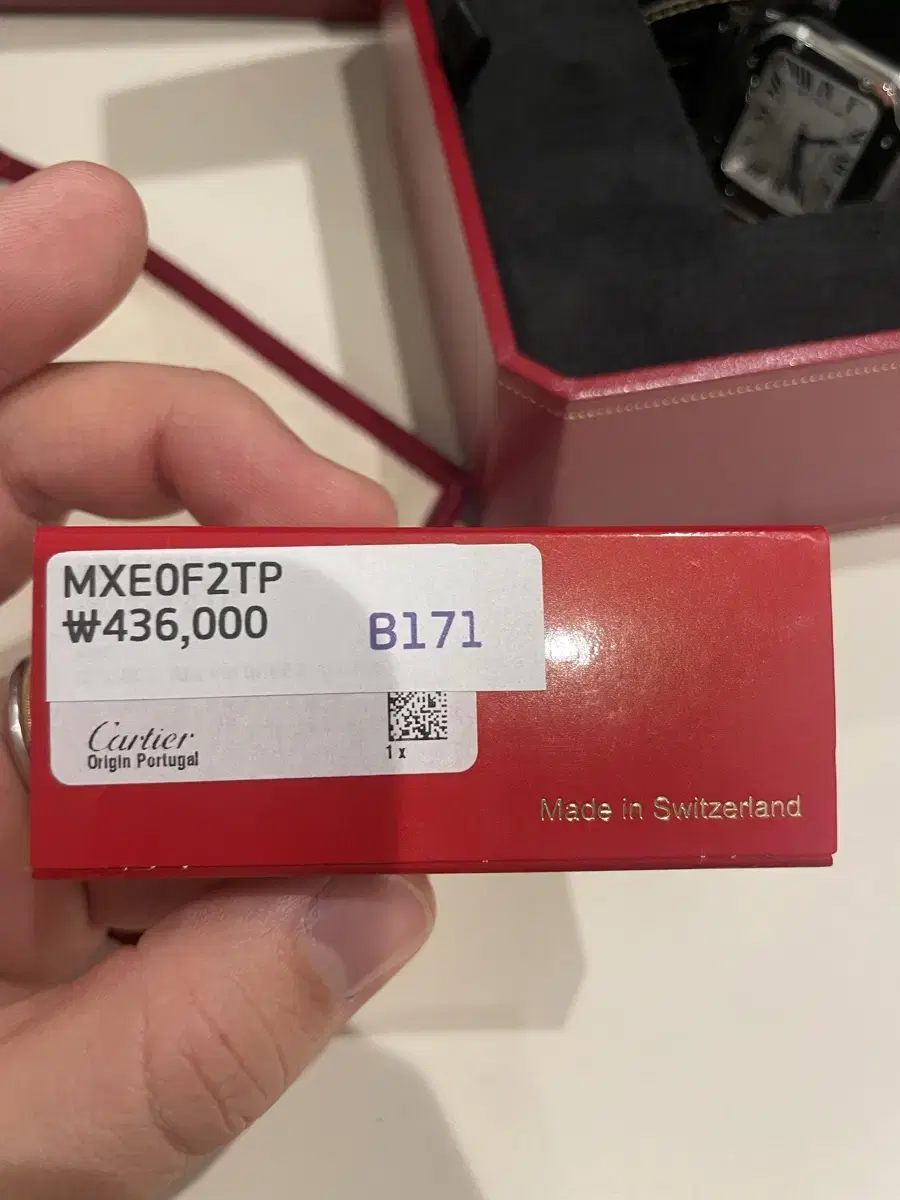 MXE0F2TP
₩436,000
B171
Cartier
Origin Portugal
1 x
Made in Switzerland